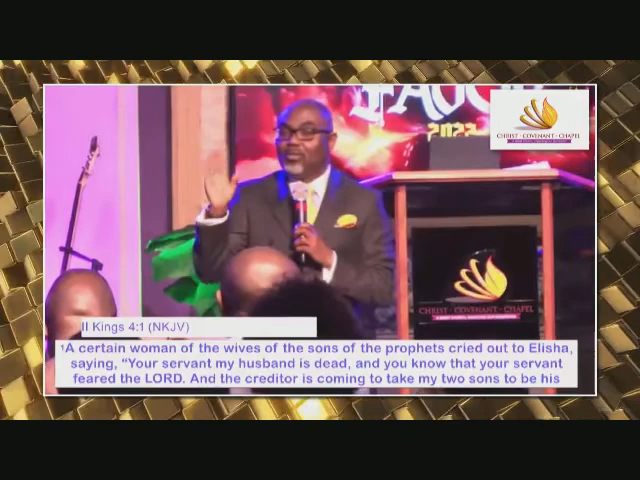 FAVOR
2022
CHRIST · COVENANT · CHAPEL
CHRIST · COVENANT · CHAPEL
II Kings 4:1 (NKJV)
1A certain woman of the wives of the sons of the prophets cried out to Elisha,
saying, “Your servant my husband is dead, and you know that your servant
feared the LORD. And the creditor is coming to take my two sons to be his